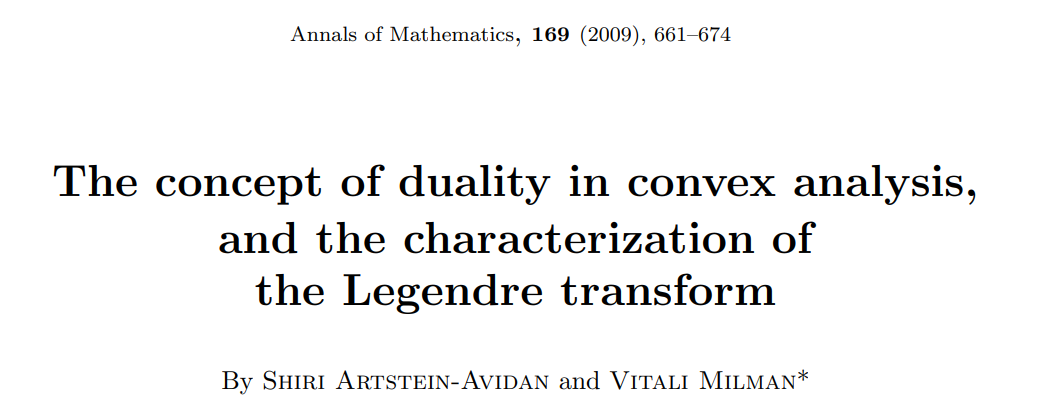 Annals of Mathematics, 169 (2009), 661–674
The concept of duality in convex analysis,
and the characterization of
the Legendre transform
By Shiri Artstein-Avidan and Vitali Milman*